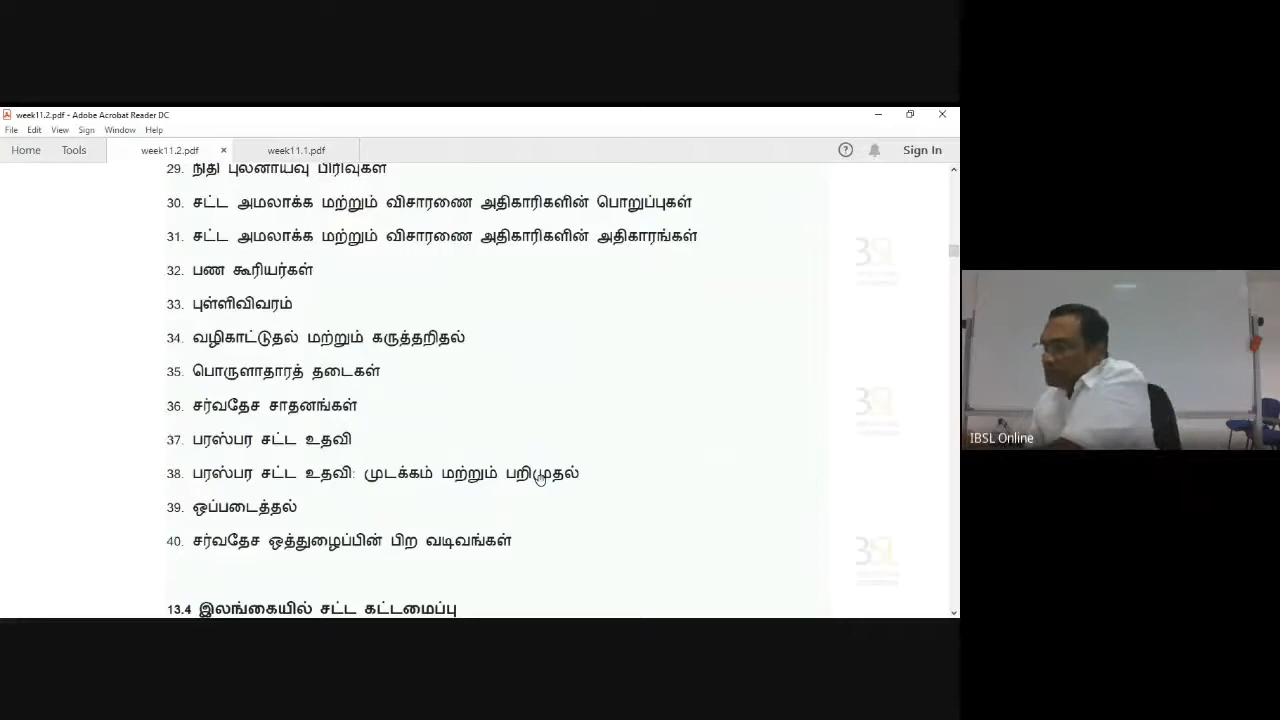 week11.2.pdf - Adobe Acrobat Reader DC
File Edit View Sign Window Help
Home Tools week11.2.pdf × week11.1.pdf Sign In
29. நிதி புலனாய்வு பிரிவுகள்
30. சட்ட அமலாக்க மற்றும் விசாரணை அதிகாரிகளின் பொறுப்புகள்
31. சட்ட அமலாக்க மற்றும் விசாரணை அதிகாரிகளின் அதிகாரங்கள்
32. பண கூரியர்கள்
33. புள்ளிவிவரம்
34. வழிகாட்டுதல் மற்றும் கருத்தறிதல்
35. பொருளாதாரத் தடைகள்
36. சர்வதேச சாதனங்கள்
37. பரஸ்பர சட்ட உதவி
38. பரஸ்பர சட்ட உதவி: முடக்கம் மற்றும் பறிமுதல்
39. ஒப்படைத்தல்
40. சர்வதேச ஒத்துழைப்பின் பிற வடிவங்கள்
13.4 இலங்கையில் சட்ட கட்டமைப்பு
IBSL Online